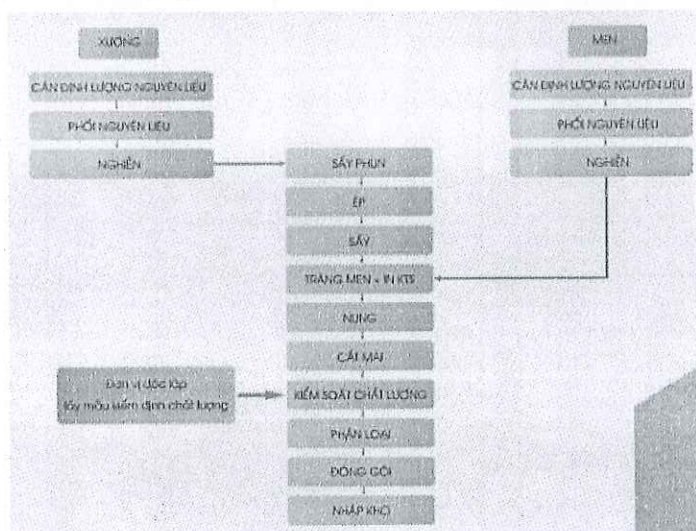 XƯƠNG
CÂN ĐỊNH LƯỢNG NGUYÊN LIỆU
PHỐI NGUYÊN LIỆU
NGHIỀN
MEN
CÂN ĐỊNH LƯỢNG NGUYÊN LIỆU
PHỐI NGUYÊN LIỆU
NGHIỀN
SẤY PHUN
ÉP
SẤY
TRÁNG MEN + IN KTS
NUNG
CẮT MÀI
Đơn vị độc lập
lấy mẫu kiểm định chất lượng
KIỂM SOÁT CHẤT LƯỢNG
PHÂN LOẠI
ĐÓNG GÓI
NHẬP KHO